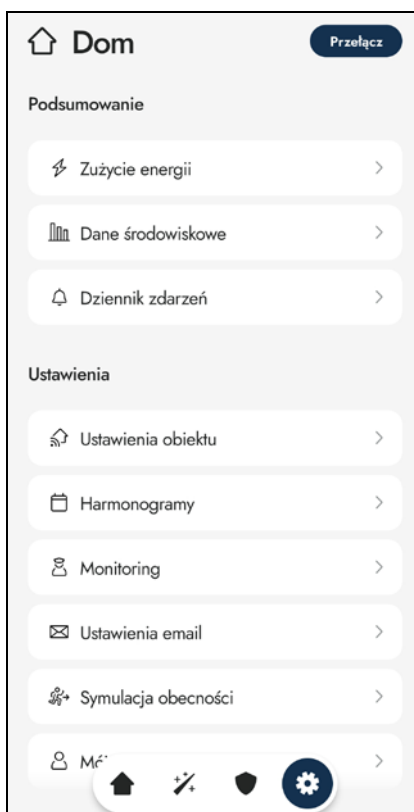 Dom
Przełącz
Podsumowanie
Zużycie energii
Dane środowiskowe
Dziennik zdarzeń
Ustawienia
Ustawienia obiektu
Harmonogramy
Monitoring
Ustawienia email
Symulacja obecności